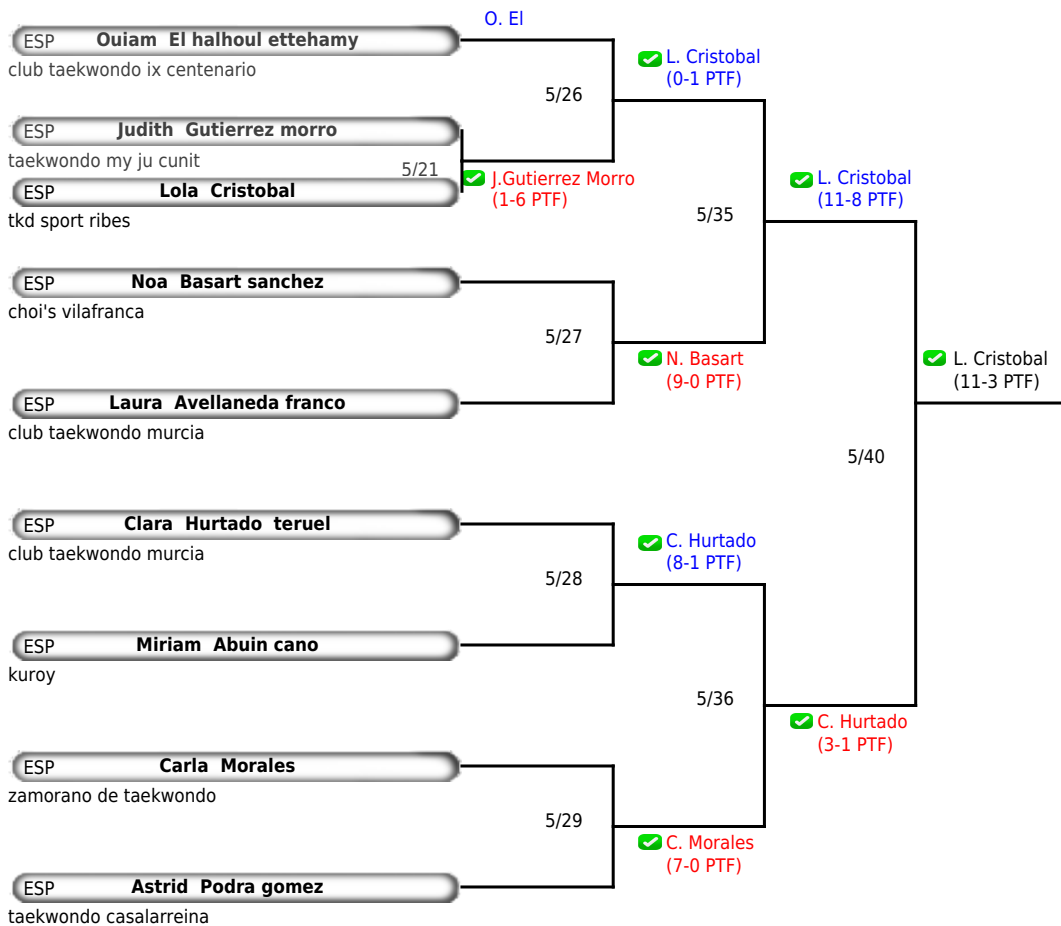 O. El
ESP Ouiam El halhoul ettehamy
club taekwondo ix centenario
L. Cristobal
(0-1 PTF)
5/26
ESP Judith Gutierrez morro
taekwondo my ju cunit
5/21
J.Gutierrez Morro
(1-6 PTF)
ESP Lola Cristobal
tkd sport ribes
L. Cristobal
(11-8 PTF)
5/35
ESP Noa Basart sanchez
choi's vilafranca
5/27
N. Basart
(9-0 PTF)
L. Cristobal
(11-3 PTF)
ESP Laura Avellaneda franco
club taekwondo murcia
5/40
ESP Clara Hurtado teruel
club taekwondo murcia
C. Hurtado
(8-1 PTF)
5/28
ESP Miriam Abuin cano
kuroy
5/36
C. Hurtado
(3-1 PTF)
ESP Carla Morales
zamorano de taekwondo
5/29
C. Morales
(7-0 PTF)
ESP Astrid Podra gomez
taekwondo casalarreina